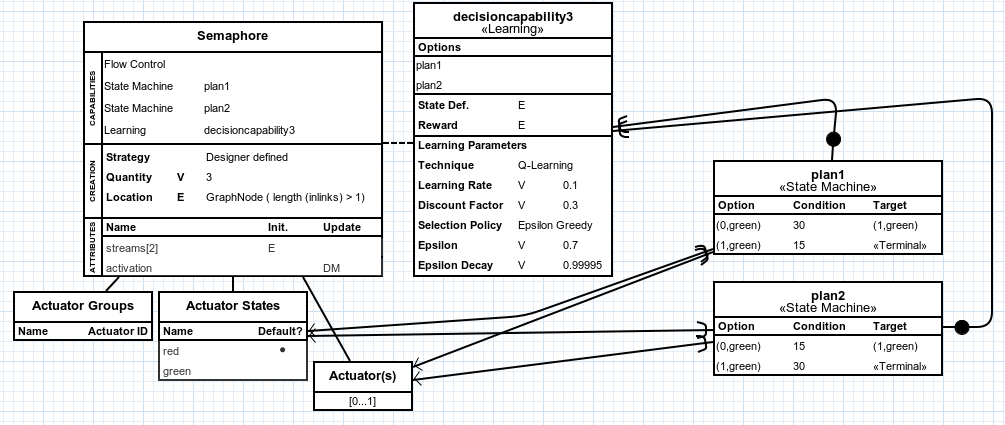 Semaphore
CAPABILITIES
Flow Control
State Machine plan1
State Machine plan2
Learning decisioncapability3
CREATION
Strategy Designer defined
Quantity V 3
Location E GraphNode ( length (inlinks) > 1)
ATTRIBUTES
Name Init. Update
streams[2] E
activation DM
decisioncapability3
«Learning»
Options
plan1
plan2
State Def. E
Reward E
Learning Parameters
Technique Q-Learning
Learning Rate V 0.1
Discount Factor V 0.3
Selection Policy Epsilon Greedy
Epsilon V 0.7
Epsilon Decay V 0.99995
plan1
«State Machine»
Option Condition Target
(0,green) 30 (1,green)
(1,green) 15 «Terminal»
plan2
«State Machine»
Option Condition Target
(0,green) 15 (1,green)
(1,green) 30 «Terminal»
Actuator Groups
Name Actuator ID
Actuator States
Name Default?
red •
green
Actuator(s)
[0...1]